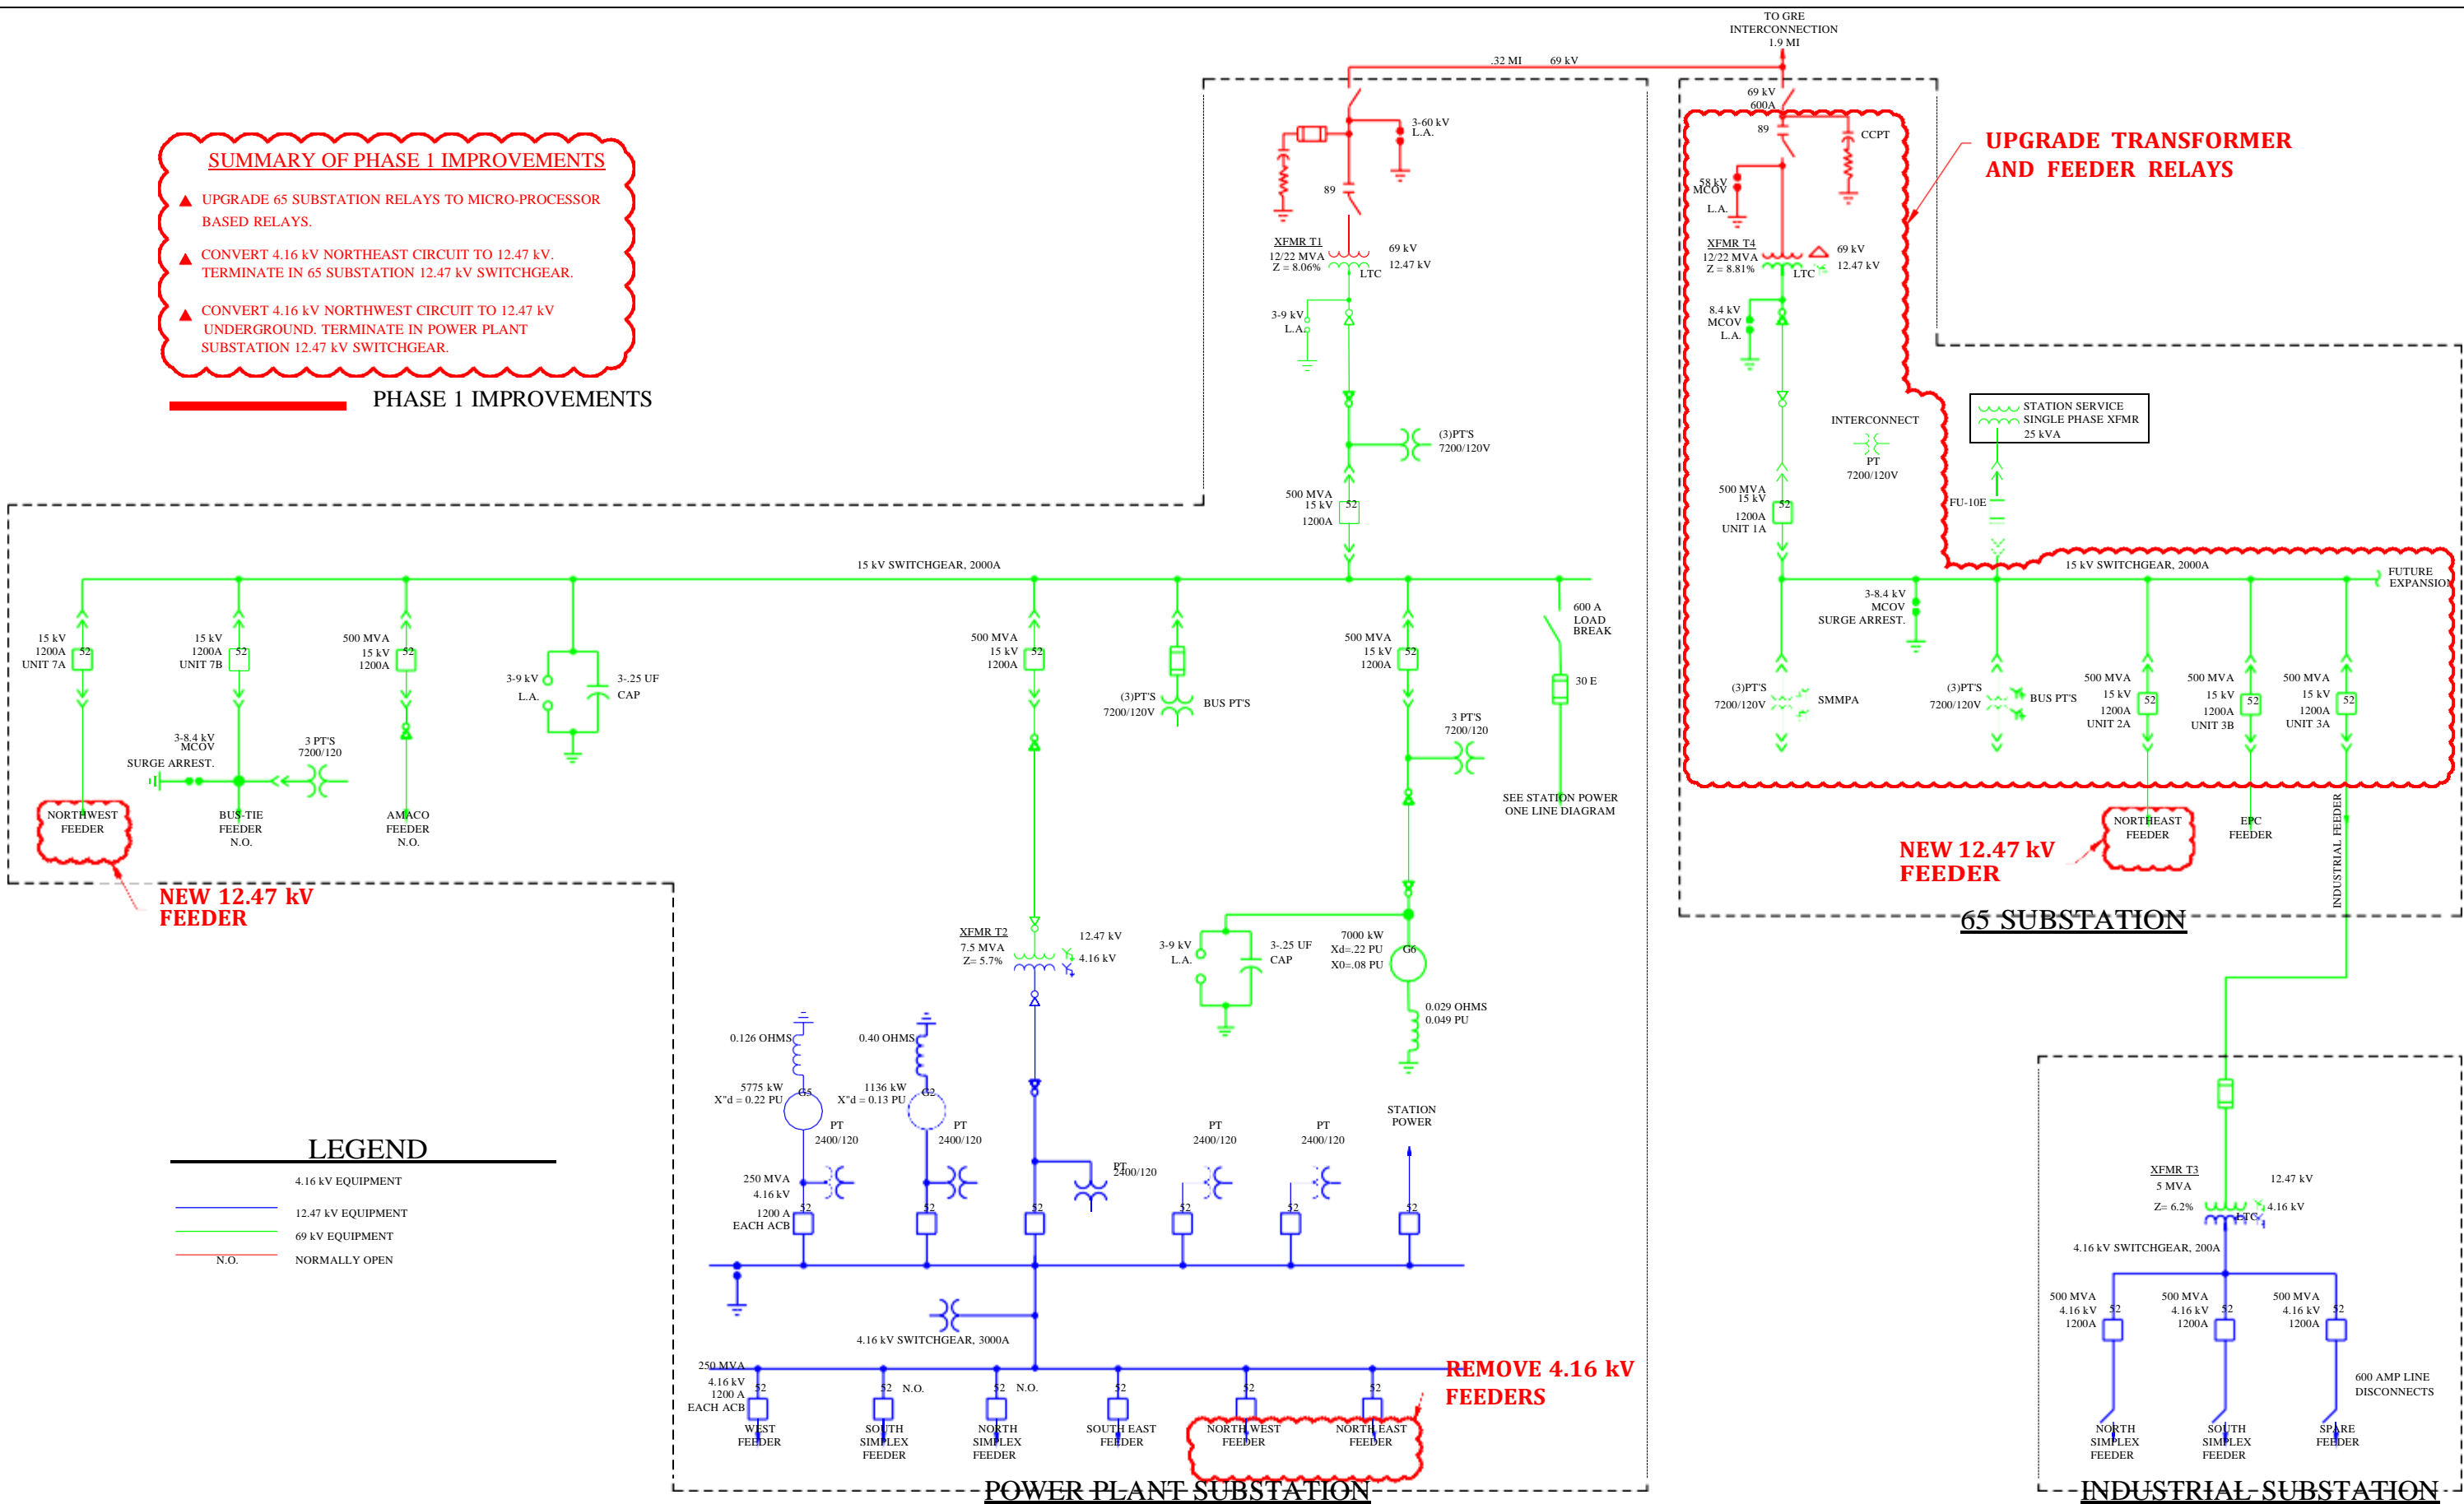 TO GRE
INTERCONNECTION
1.9 MI
.32 MI 69 kV
SUMMARY OF PHASE 1 IMPROVEMENTS
UPGRADE 65 SUBSTATION RELAYS TO MICRO-PROCESSOR
BASED RELAYS.
CONVERT 4.16 kV NORTHEAST CIRCUIT TO 12.47 kV.
TERMINATE IN 65 SUBSTATION 12.47 kV SWITCHGEAR.
CONVERT 4.16 kV NORTHWEST CIRCUIT TO 12.47 kV
UNDERGROUND. TERMINATE IN POWER PLANT
SUBSTATION 12.47 kV SWITCHGEAR.
PHASE 1 IMPROVEMENTS
3-60 kV
L.A.
89
XFMR T1
12/22 MVA
Z = 8.06%
69 kV
12.47 kV
LTC
3-9 kV
L.A.
(3)PT'S
7200/120V
500 MVA
15 kV
1200A
52
69 kV
600A
89
CCPT
58 kV
MCOV
L.A.
UPGRADE TRANSFORMER
AND FEEDER RELAYS
XFMR T4
12/22 MVA
Z = 8.81%
69 kV
12.47 kV
LTC
8.4 kV
MCOV
L.A.
INTERCONNECT
PT
7200/120V
STATION SERVICE
SINGLE PHASE XFMR
25 kVA
FU-10E
500 MVA
15 kV
1200A
UNIT 1A
52
15 kV SWITCHGEAR, 2000A
15 kV SWITCHGEAR, 2000A
FUTURE
EXPANSION
15 kV
1200A
UNIT 7A
52
15 kV
1200A
UNIT 7B
52
500 MVA
15 kV
1200A
52
3-9 kV
L.A.
3-.25 UF
CAP
500 MVA
15 kV
1200A
52
(3)PT'S
7200/120V
BUS PT'S
500 MVA
15 kV
1200A
52
600 A
LOAD
BREAK
30 E
3 PT'S
7200/120
SEE STATION POWER
ONE LINE DIAGRAM
3-8.4 kV
MCOV
SURGE ARREST.
3 PT'S
7200/120
NORTHWEST
FEEDER
BUS-TIE
FEEDER
N.O.
AMACO
FEEDER
N.O.
NEW 12.47 kV
FEEDER
3-8.4 kV
MCOV
SURGE ARREST.
(3)PT'S
7200/120V
SMMPA
(3)PT'S
7200/120V
BUS PT'S
500 MVA
15 kV
1200A
UNIT 2A
52
500 MVA
15 kV
1200A
UNIT 3B
52
500 MVA
15 kV
1200A
UNIT 3A
52
NORTHEAST
FEEDER
EPC
FEEDER
INDUSTRIAL FEEDER
NEW 12.47 kV
FEEDER
65 SUBSTATION
XFMR T2
7.5 MVA
Z= 5.7%
12.47 kV
4.16 kV
3-9 kV
L.A.
3-.25 UF
CAP
7000 kW
Xd=.22 PU
X0=.08 PU
G6
0.029 OHMS
0.049 PU
0.126 OHMS
0.40 OHMS
5775 kW
X"d = 0.22 PU
G5
1136 kW
X"d = 0.13 PU
G2
PT
2400/120
PT
2400/120
PT
2400/120
PT
2400/120
PT
2400/120
STATION
POWER
250 MVA
4.16 kV
1200 A
EACH ACB
52
52
52
52
52
52
4.16 kV SWITCHGEAR, 3000A
250 MVA
4.16 kV
1200 A
EACH ACB
52
52 N.O.
52 N.O.
52
52
52
WEST
FEEDER
SOUTH
SIMPLEX
FEEDER
NORTH
SIMPLEX
FEEDER
SOUTH EAST
FEEDER
NORTH WEST
FEEDER
NORTH EAST
FEEDER
REMOVE 4.16 kV
FEEDERS
POWER PLANT SUBSTATION
LEGEND
4.16 kV EQUIPMENT
12.47 kV EQUIPMENT
69 kV EQUIPMENT
N.O. NORMALLY OPEN
XFMR T3
5 MVA
Z= 6.2%
12.47 kV
4.16 kV
LTC
4.16 kV SWITCHGEAR, 200A
500 MVA
4.16 kV
1200A
52
500 MVA
4.16 kV
1200A
52
500 MVA
4.16 kV
1200A
52
600 AMP LINE
DISCONNECTS
NORTH
SIMPLEX
FEEDER
SOUTH
SIMPLEX
FEEDER
SPARE
FEEDER
INDUSTRIAL SUBSTATION